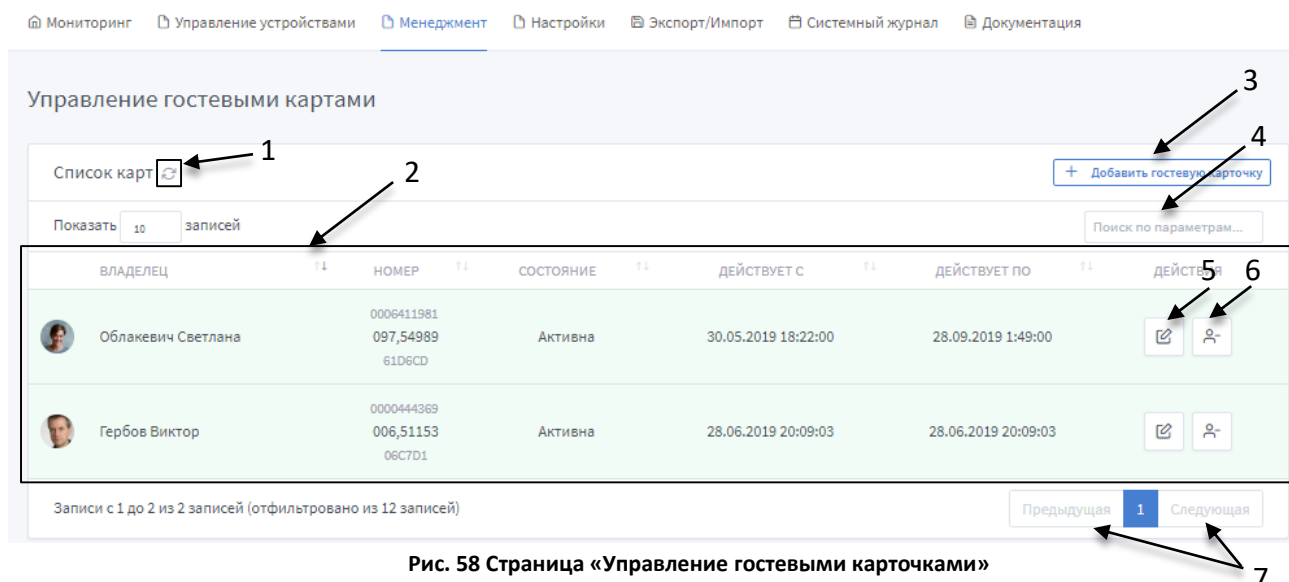 Мониторинг Управление устройствами Менеджмент Настройки Экспорт/Импорт Системный журнал Документация
3
Управление гостевыми картами
4
1
Список карт
2
+ Добавить гостевую карточку
Показать 10 записей
Поиск по параметрам...
5 6
ВЛАДЕЛЕЦ НОМЕР СОСТОЯНИЕ ДЕЙСТВУЕТ С ДЕЙСТВУЕТ ПО ДЕЙСТВИЯ
0006411981
Облакевич Светлана 097,54989 Активна 30.05.2019 18:22:00 28.09.2019 1:49:00
61D6CD
0000444369
Гербов Виктор 006,51153 Активна 28.06.2019 20:09:03 28.06.2019 20:09:03
06C7D1
Записи с 1 до 2 из 2 записей (отфильтровано из 12 записей) Предыдущая 1 Следующая
Рис. 58 Страница «Управление гостевыми карточками»
7